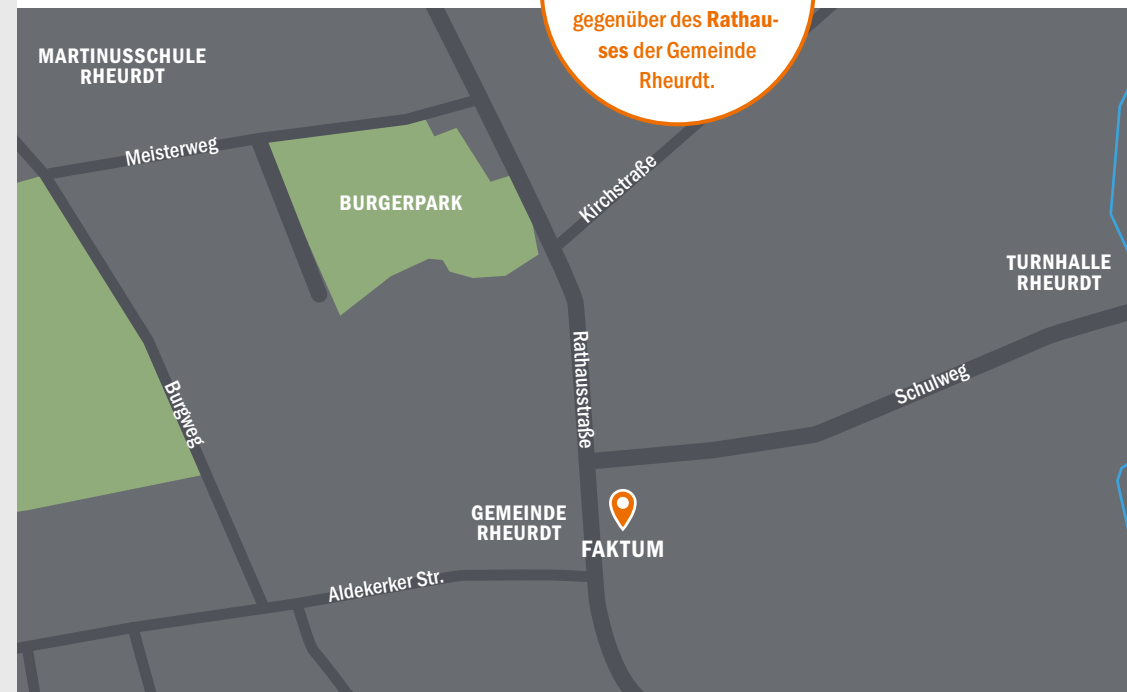 gegenüber des Rathau-
ses der Gemeinde
Rheurdt.
MARTINUSSCHULE
RHEURDT
Meisterweg
BURGERPARK
Kirchstraße
TURNHALLE
RHEURDT
Rathausstraße
Schulweg
Burgweg
GEMEINDE
RHEURDT
FAKTUM
Aldekerker Str.